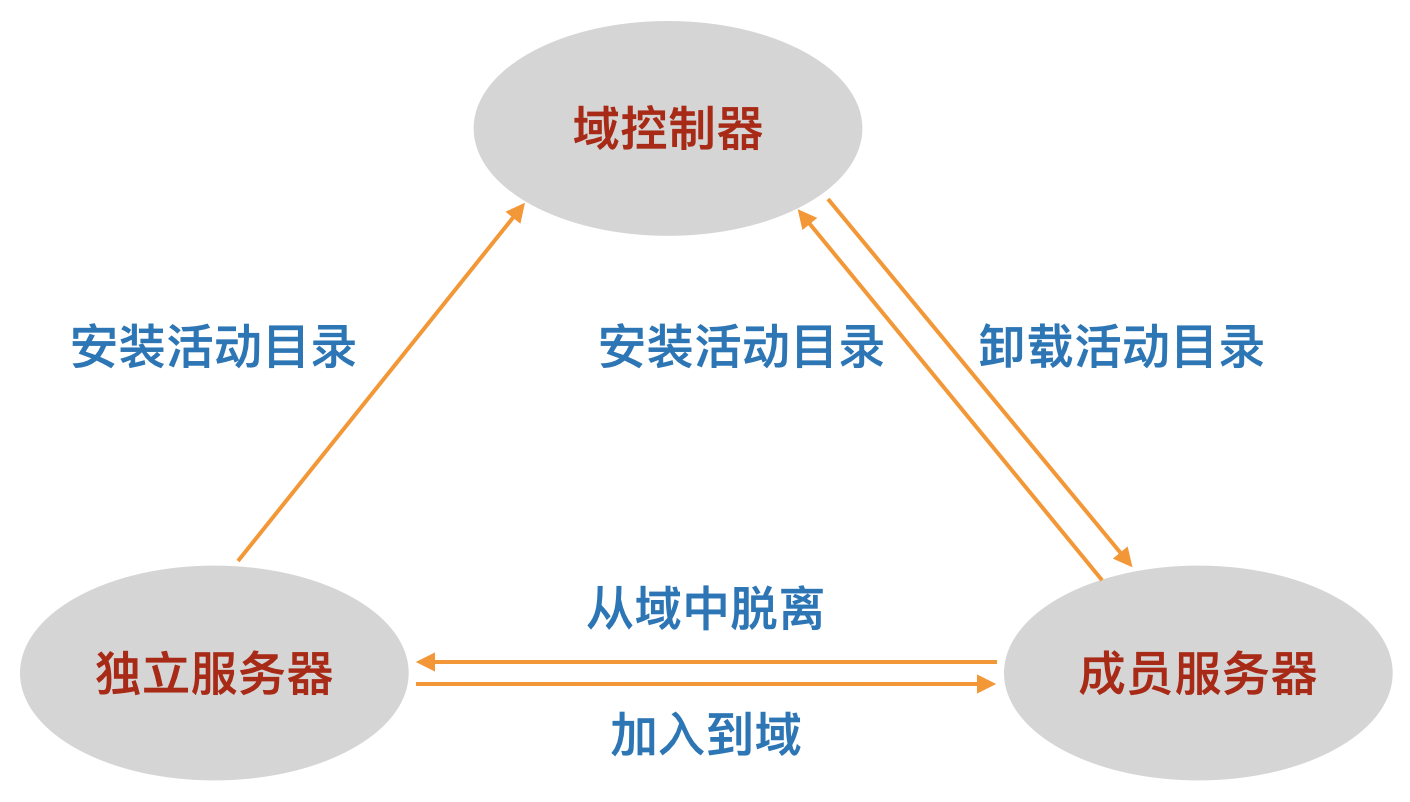 域控制器
安装活动目录
安装活动目录
卸载活动目录
从域中脱离
独立服务器
成员服务器
加入到域